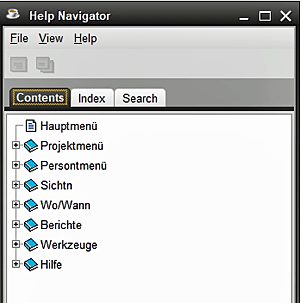 Help Navigator
File View Help
Contents Index Search
Hauptmenü
Projektmenü
Persontmenü
Sichtn
Wo/Wann
Berichte
Werkzeuge
Hilfe